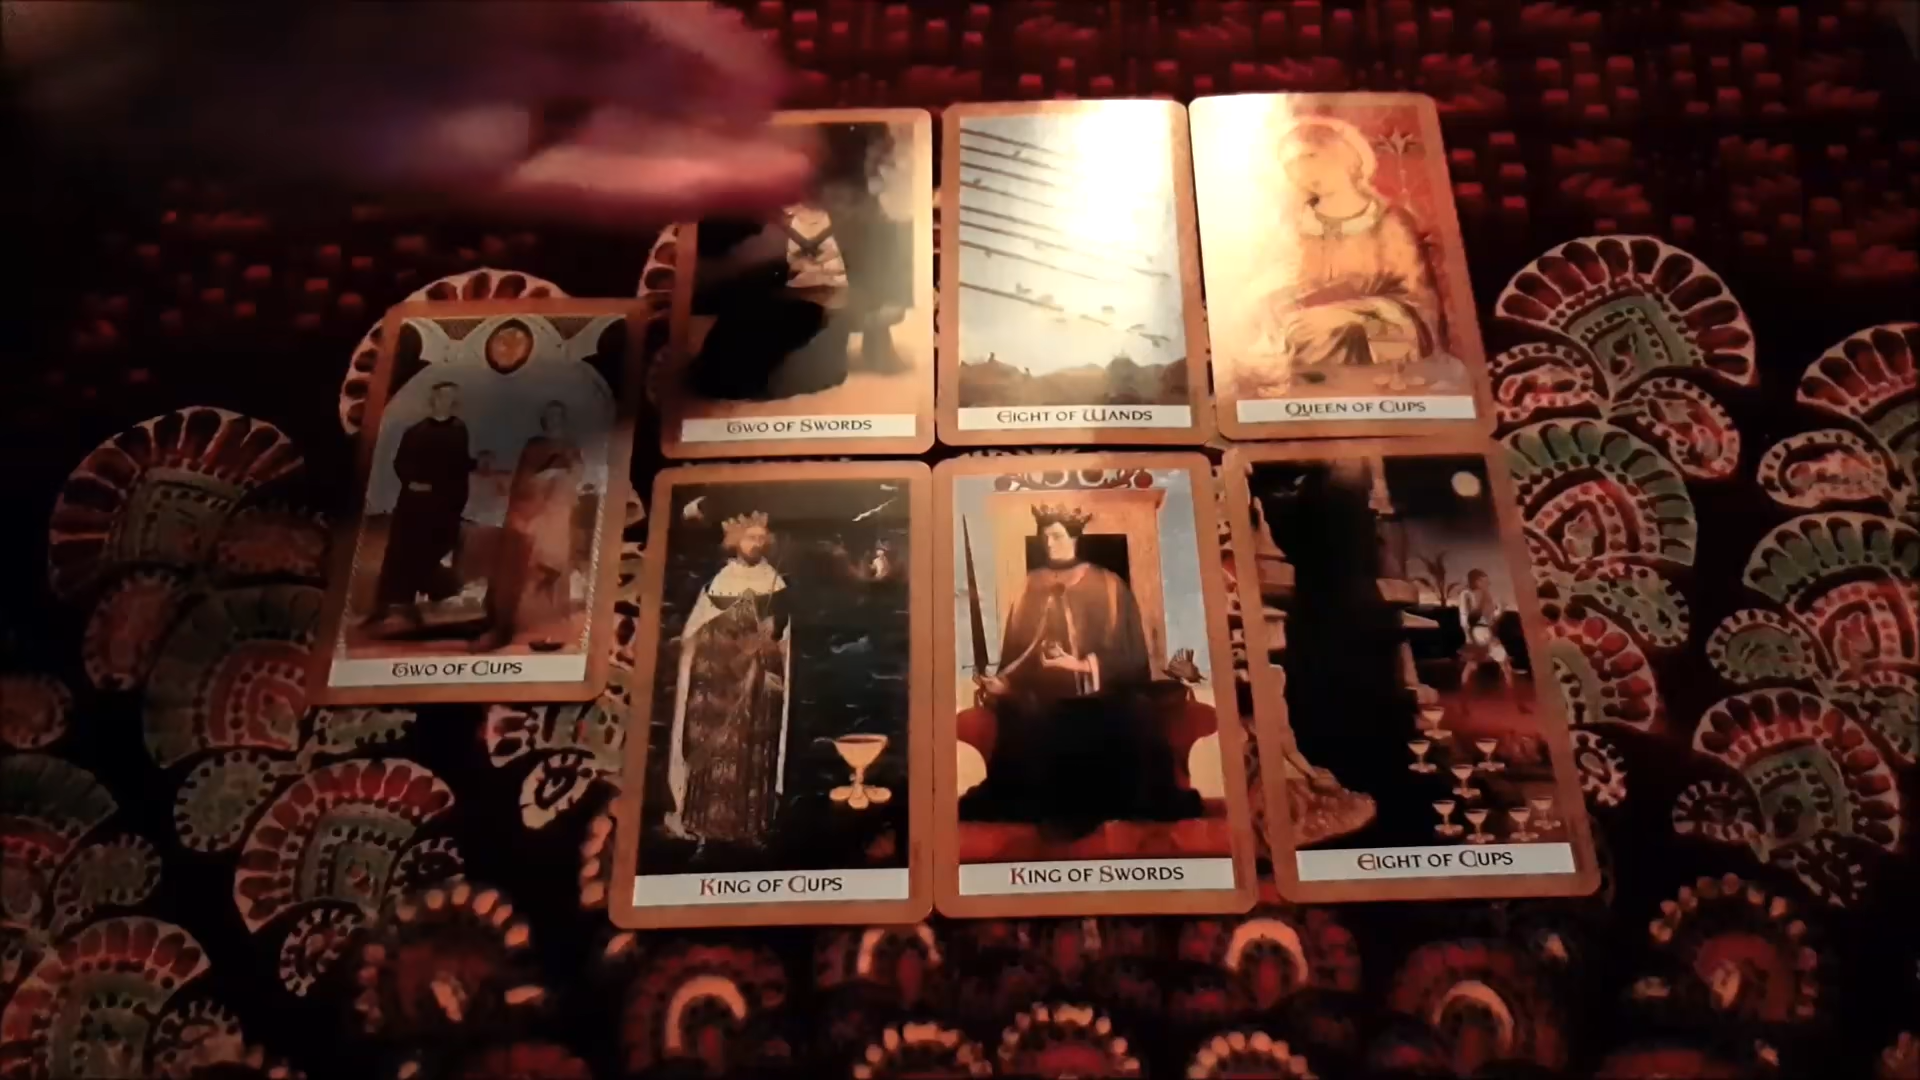 Two of Swords
Eight of Wands
Queen of Cups
Two of Cups
King of Cups
King of Swords
Eight of Cups